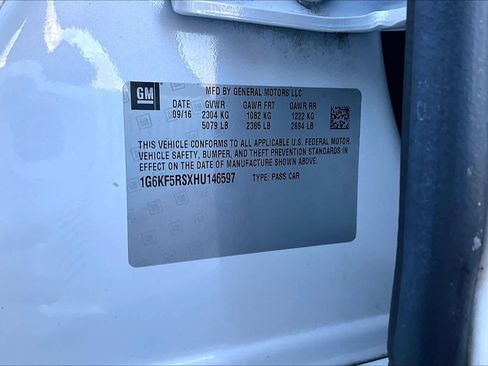 GM
MFD BY GENERAL MOTORS LLC
DATE GVWR GAWR FRT GAWR RR
09/16 2304 KG 1082 KG 1222 KG
5079 LB 2385 LB 2694 LB
THIS VEHICLE CONFORMS TO ALL APPLICABLE U.S. FEDERAL MOTOR
VEHICLE SAFETY, BUMPER, AND THEFT PREVENTION STANDARDS IN
EFFECT ON THE DATE OF MANUFACTURE SHOWN ABOVE.
1G6KF5RSXHU146597 TYPE: PASS CAR